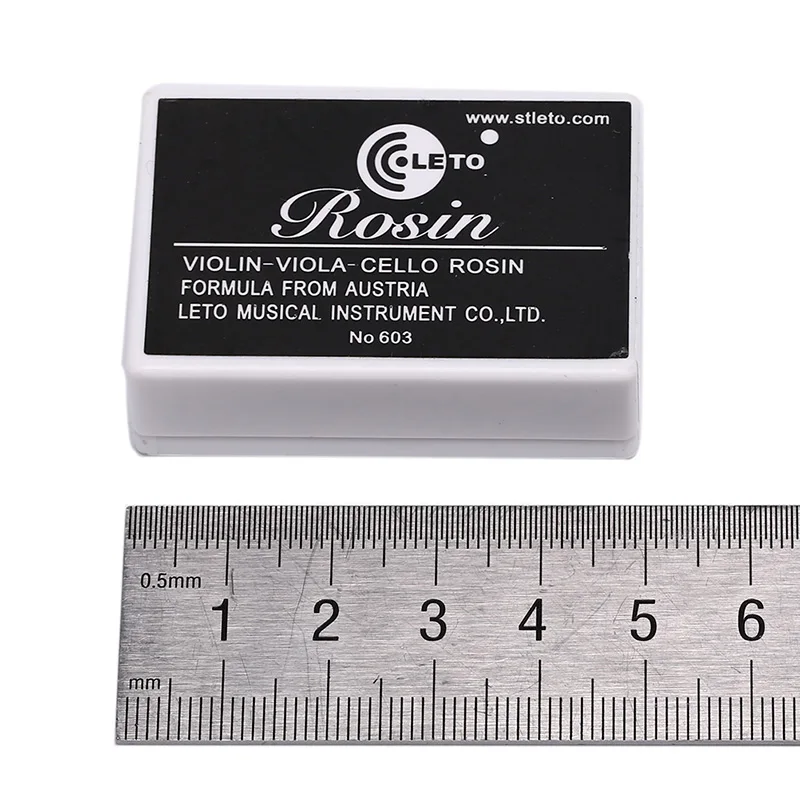 www.stleto.com
LETO
Rosin
VIOLIN-VIOLA-CELLO ROSIN
FORMULA FROM AUSTRIA
LETO MUSICAL INSTRUMENT CO.,LTD.
No 603
0.5mm
1 2 3 4 5 6
mm